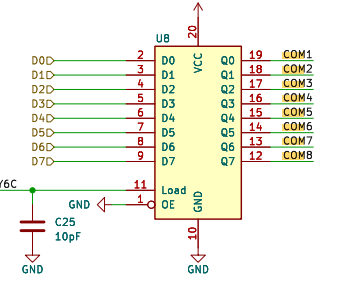 U8
20
VCC
D0 2 D0 Q0 19 COM1
D1 3 D1 Q1 18 COM2
D2 4 D2 Q2 17 COM3
D3 5 D3 Q3 16 COM4
D4 6 D4 Q4 15 COM5
D5 7 D5 Q5 14 COM6
D6 8 D6 Q6 13 COM7
D7 9 D7 Q7 12 COM8
Y6C 11 Load
GND 1 OE
GND
C25
10pF
10
GND
GND